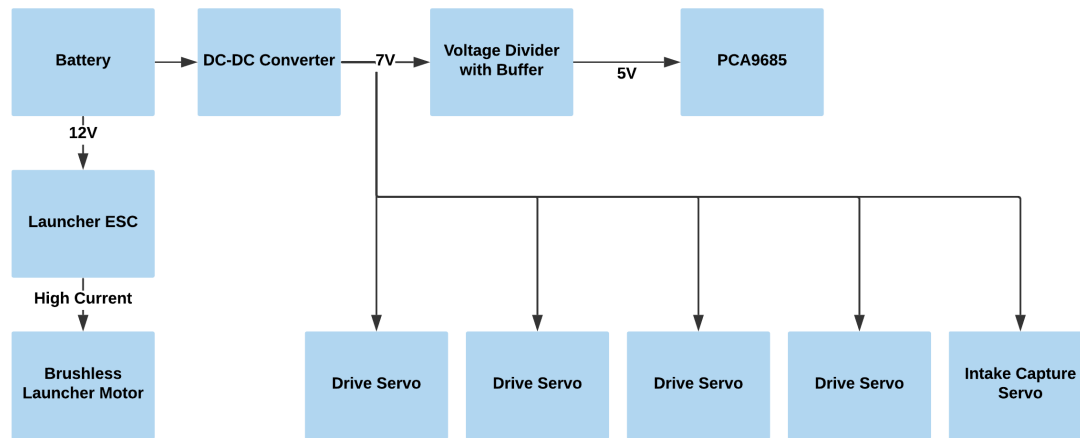 Battery
DC-DC Converter
7V
Voltage Divider
with Buffer
5V
PCA9685
12V
Launcher ESC
High Current
Brushless
Launcher Motor
Drive Servo
Drive Servo
Drive Servo
Drive Servo
Intake Capture
Servo